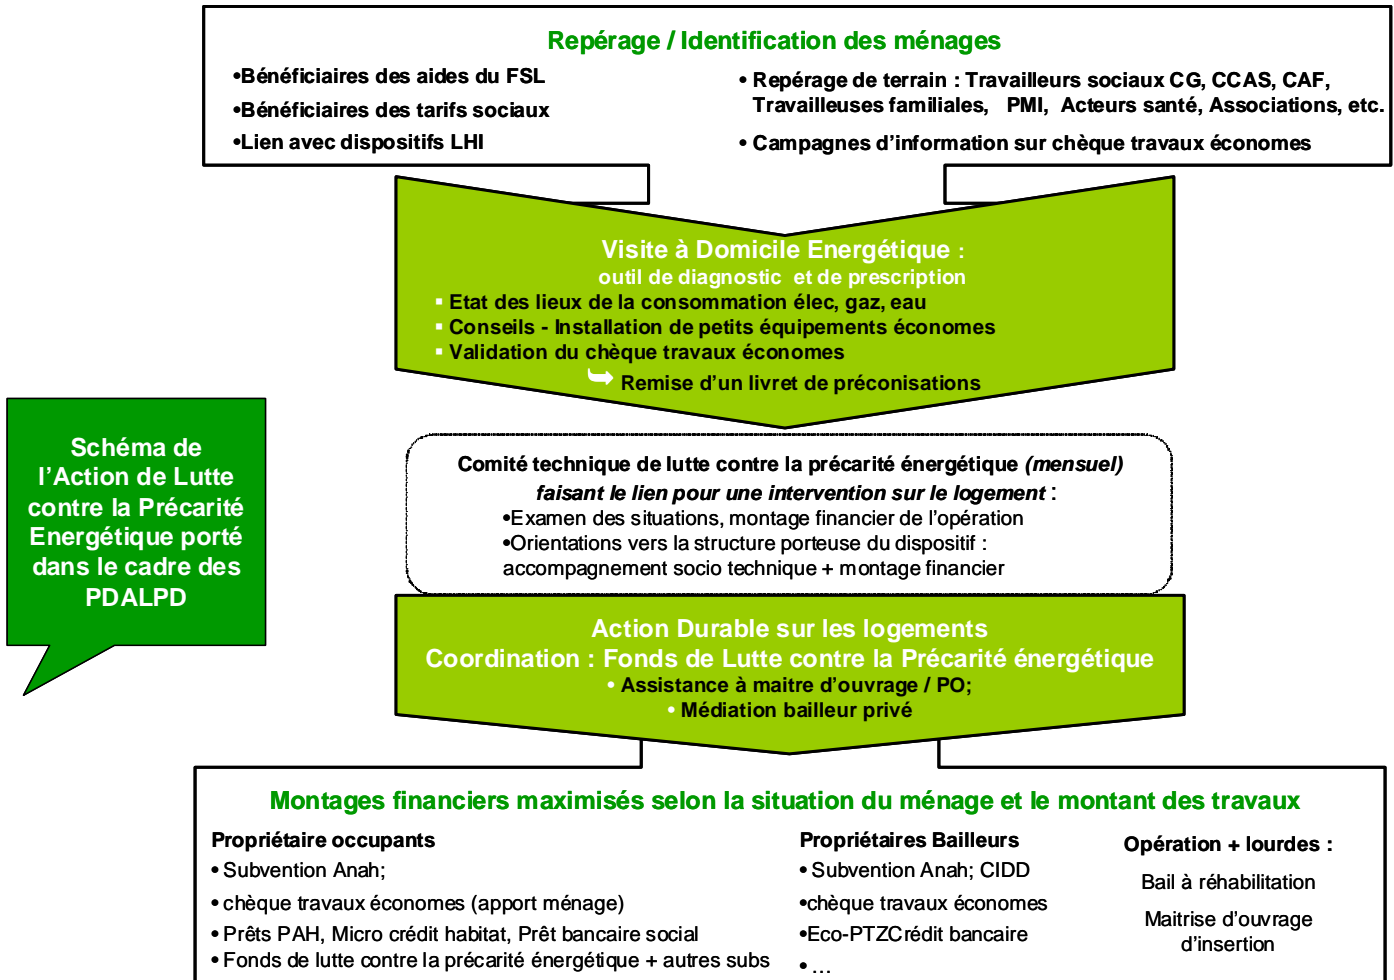 Repérage / Identification des ménages
•Bénéficiaires des aides du FSL
•Bénéficiaires des tarifs sociaux
•Lien avec dispositifs LHI
• Repérage de terrain : Travailleurs sociaux CG, CCAS, CAF,
Travailleuses familiales, PMI, Acteurs santé, Associations, etc.
• Campagnes d'information sur chèque travaux économes
Visite à Domicile Energétique :
outil de diagnostic et de prescription
▪ Etat des lieux de la consommation élec, gaz, eau
▪ Conseils - Installation de petits équipements économes
▪ Validation du chèque travaux économes
Remise d'un livret de préconisations
Schéma de
l'Action de Lutte
contre la Précarité
Energétique porté
dans le cadre des
PDALPD
Comité technique de lutte contre la précarité énergétique (mensuel)
faisant le lien pour une intervention sur le logement :
•Examen des situations, montage financier de l'opération
•Orientations vers la structure porteuse du dispositif :
accompagnement socio technique + montage financier
Action Durable sur les logements
Coordination : Fonds de Lutte contre la Précarité énergétique
• Assistance à maitre d'ouvrage / PO;
• Médiation bailleur privé
Montages financiers maximisés selon la situation du ménage et le montant des travaux
Propriétaire occupants
• Subvention Anah;
• chèque travaux économes (apport ménage)
• Prêts PAH, Micro crédit habitat, Prêt bancaire social
• Fonds de lutte contre la précarité énergétique + autres subs
Propriétaires Bailleurs
• Subvention Anah; CIDD
•chèque travaux économes
•Eco-PTZCrédit bancaire
• ...
Opération + lourdes :
Bail à réhabilitation
Maitrise d'ouvrage
d'insertion